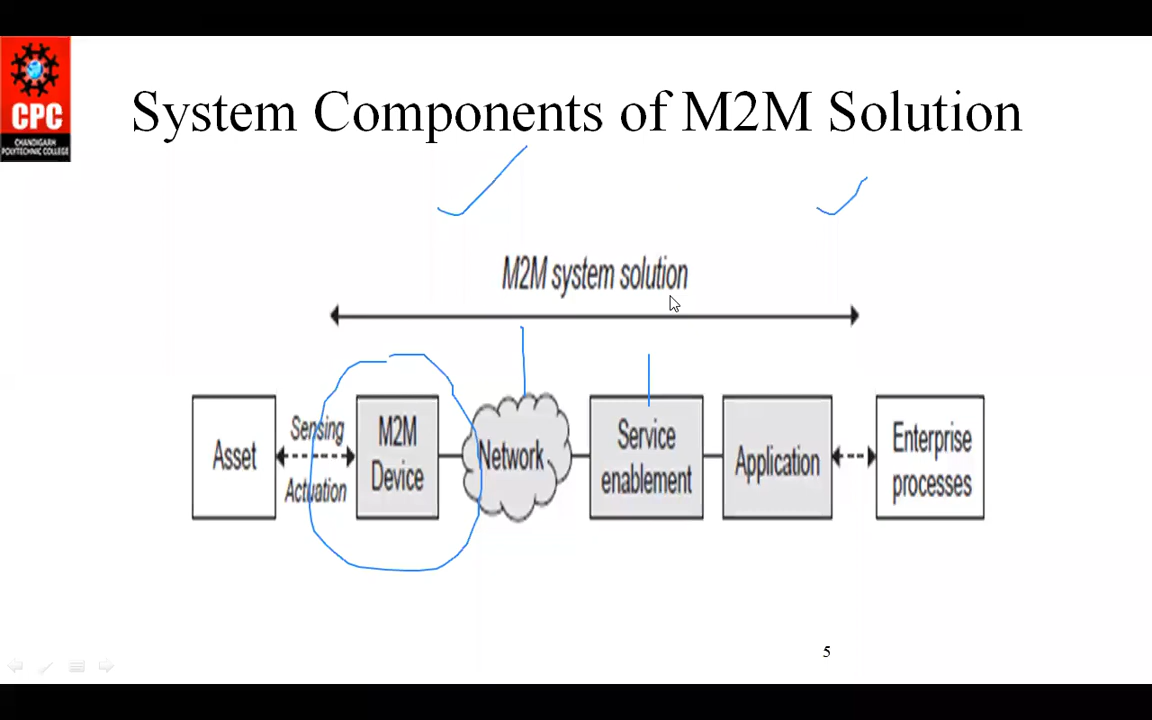 CPC
CHANDIGARH
POLYTECHNIC COLLEGE
System Components of M2M Solution
M2M system solution
Asset
Sensing
Actuation
M2M
Device
Network
Service
enablement
Application
Enterprise
processes
5